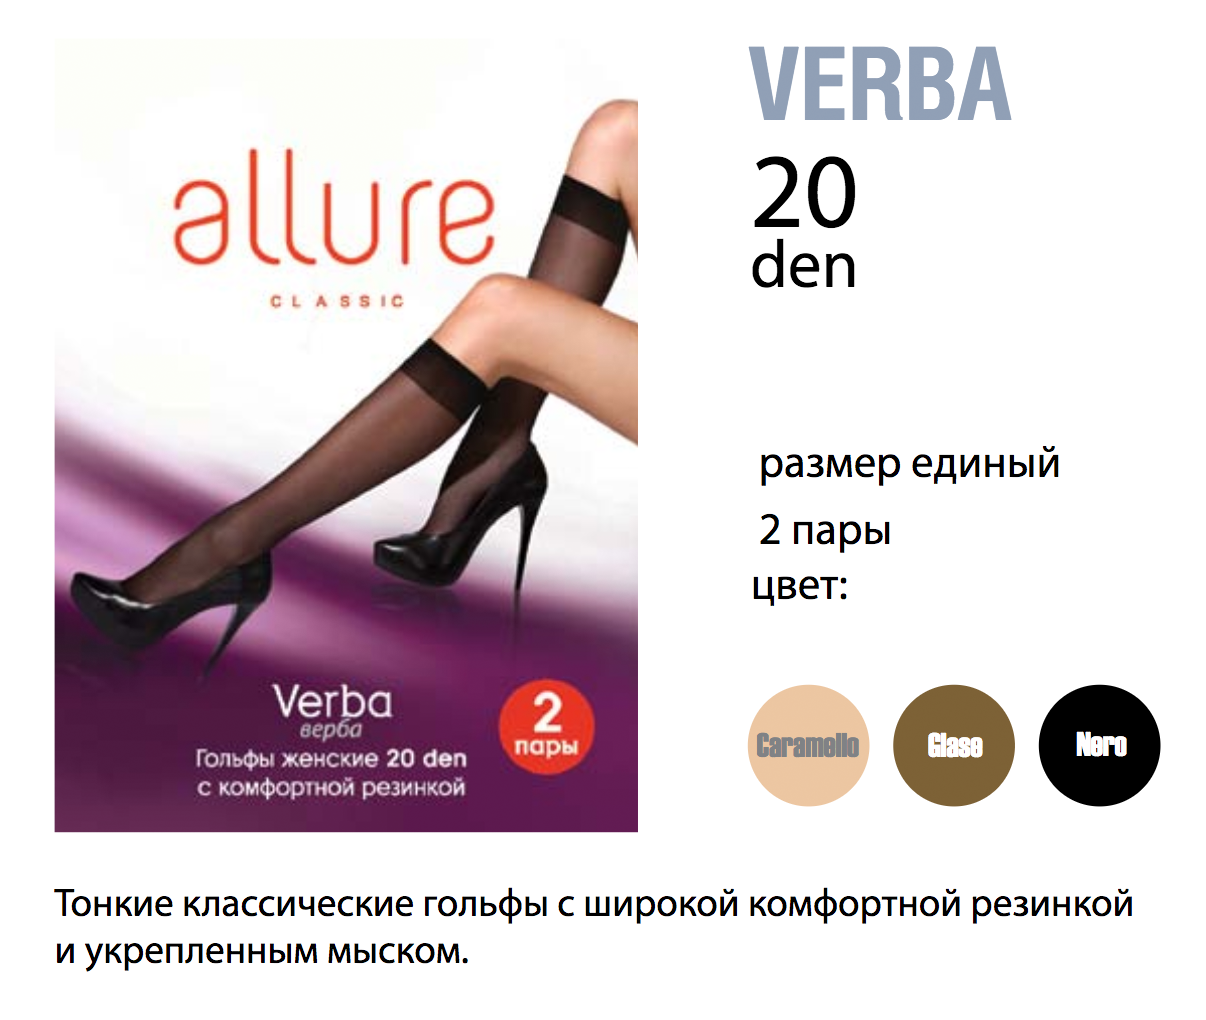 allure
CLASSIC
Verba
верба
Гольфы женские 20 den
с комфортной резинкой
2
пары
VERBA
20
den
размер единый
2 пары
цвет:
Caramello
Glase
Nero
Тонкие классические гольфы с широкой комфортной резинкой
и укрепленным мыском.